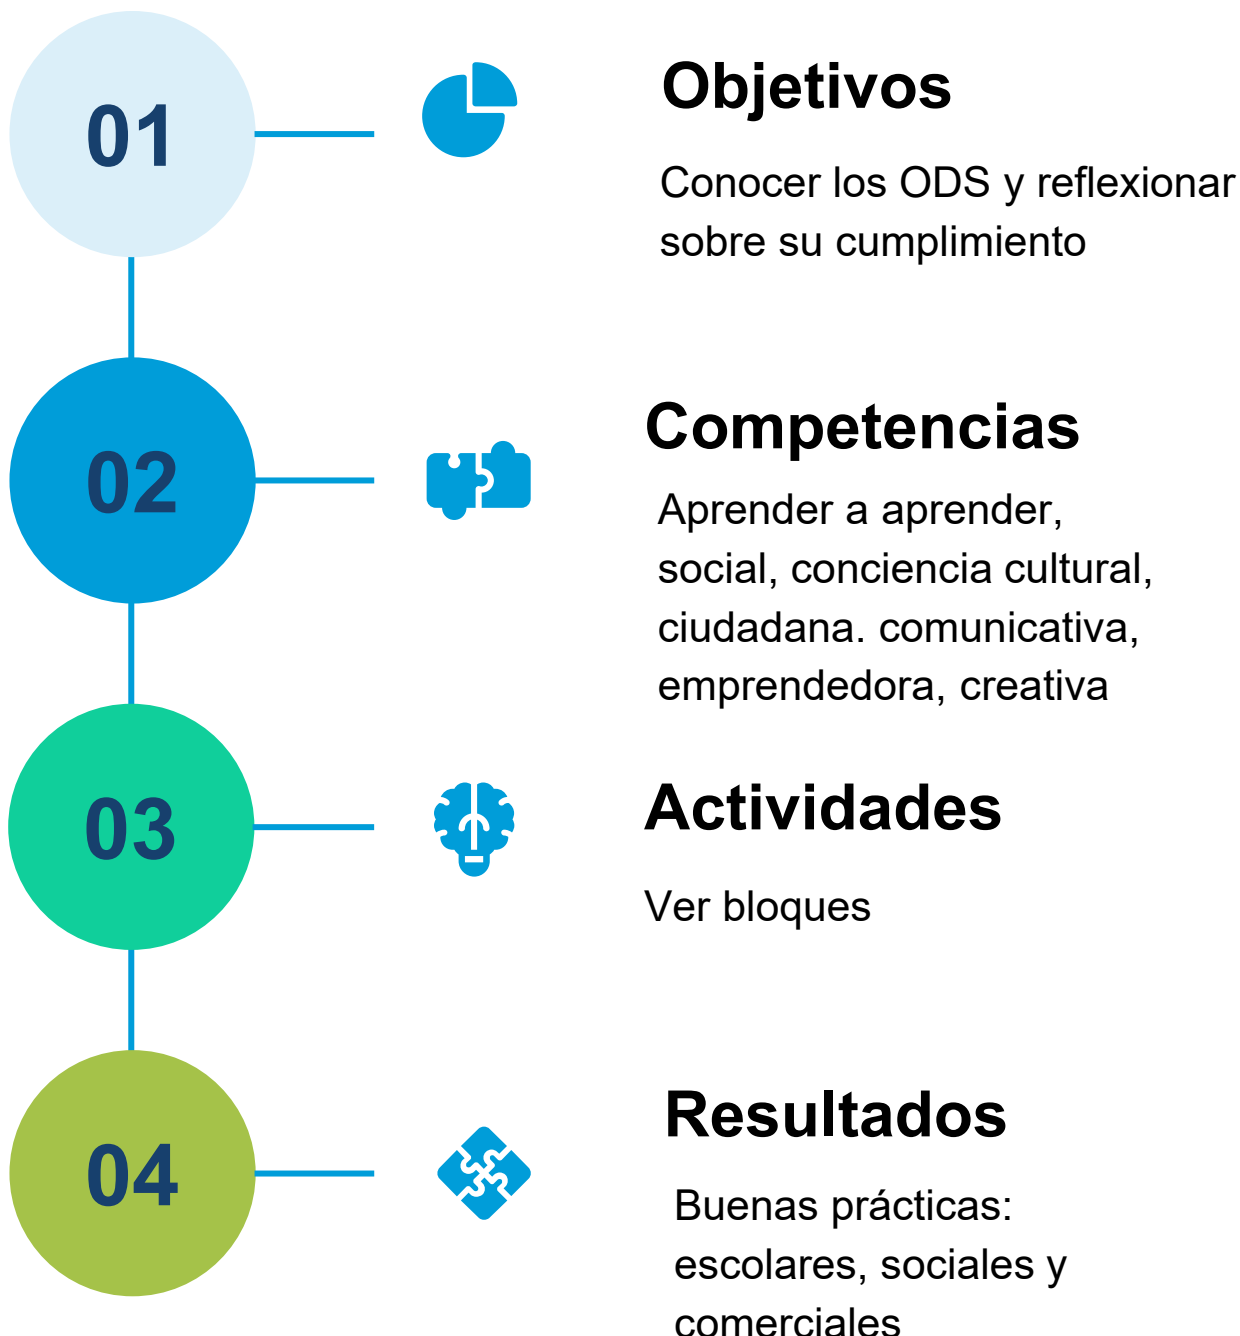 01
Objetivos
Conocer los ODS y reflexionar
sobre su cumplimiento
02
Competencias
Aprender a aprender,
social, conciencia cultural,
ciudadana. comunicativa,
emprendedora, creativa
03
Actividades
Ver bloques
04
Resultados
Buenas prácticas:
escolares, sociales y
comerciales